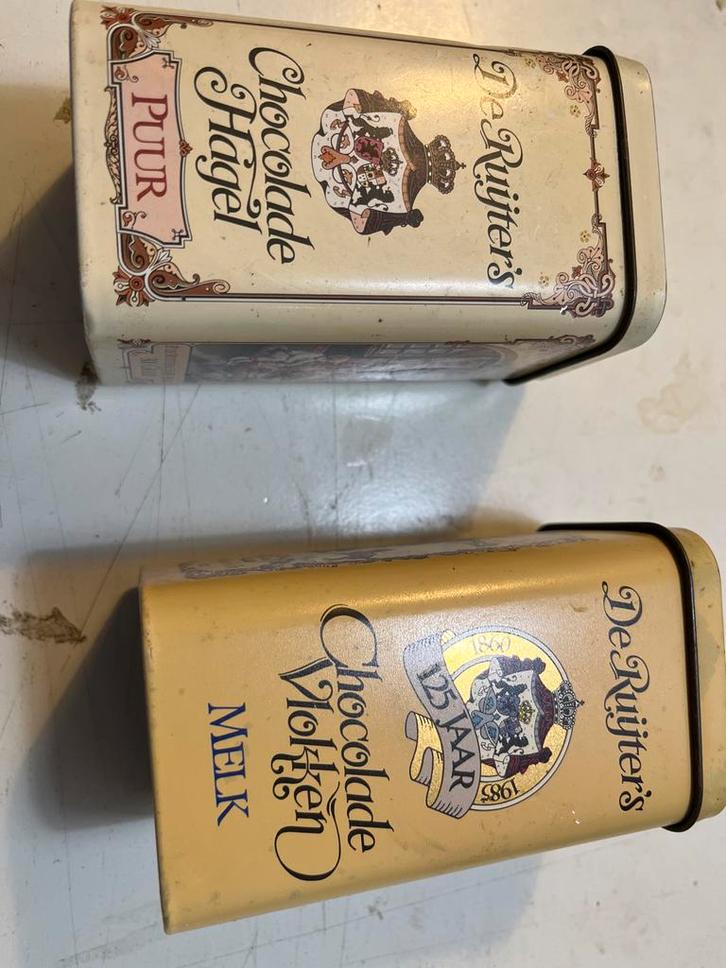 De Ruijter's
Chocolade
Hagel
PUUR
De Ruijter's
1860
125 JAAR
1985
Chocolade
Vlokken
MELK